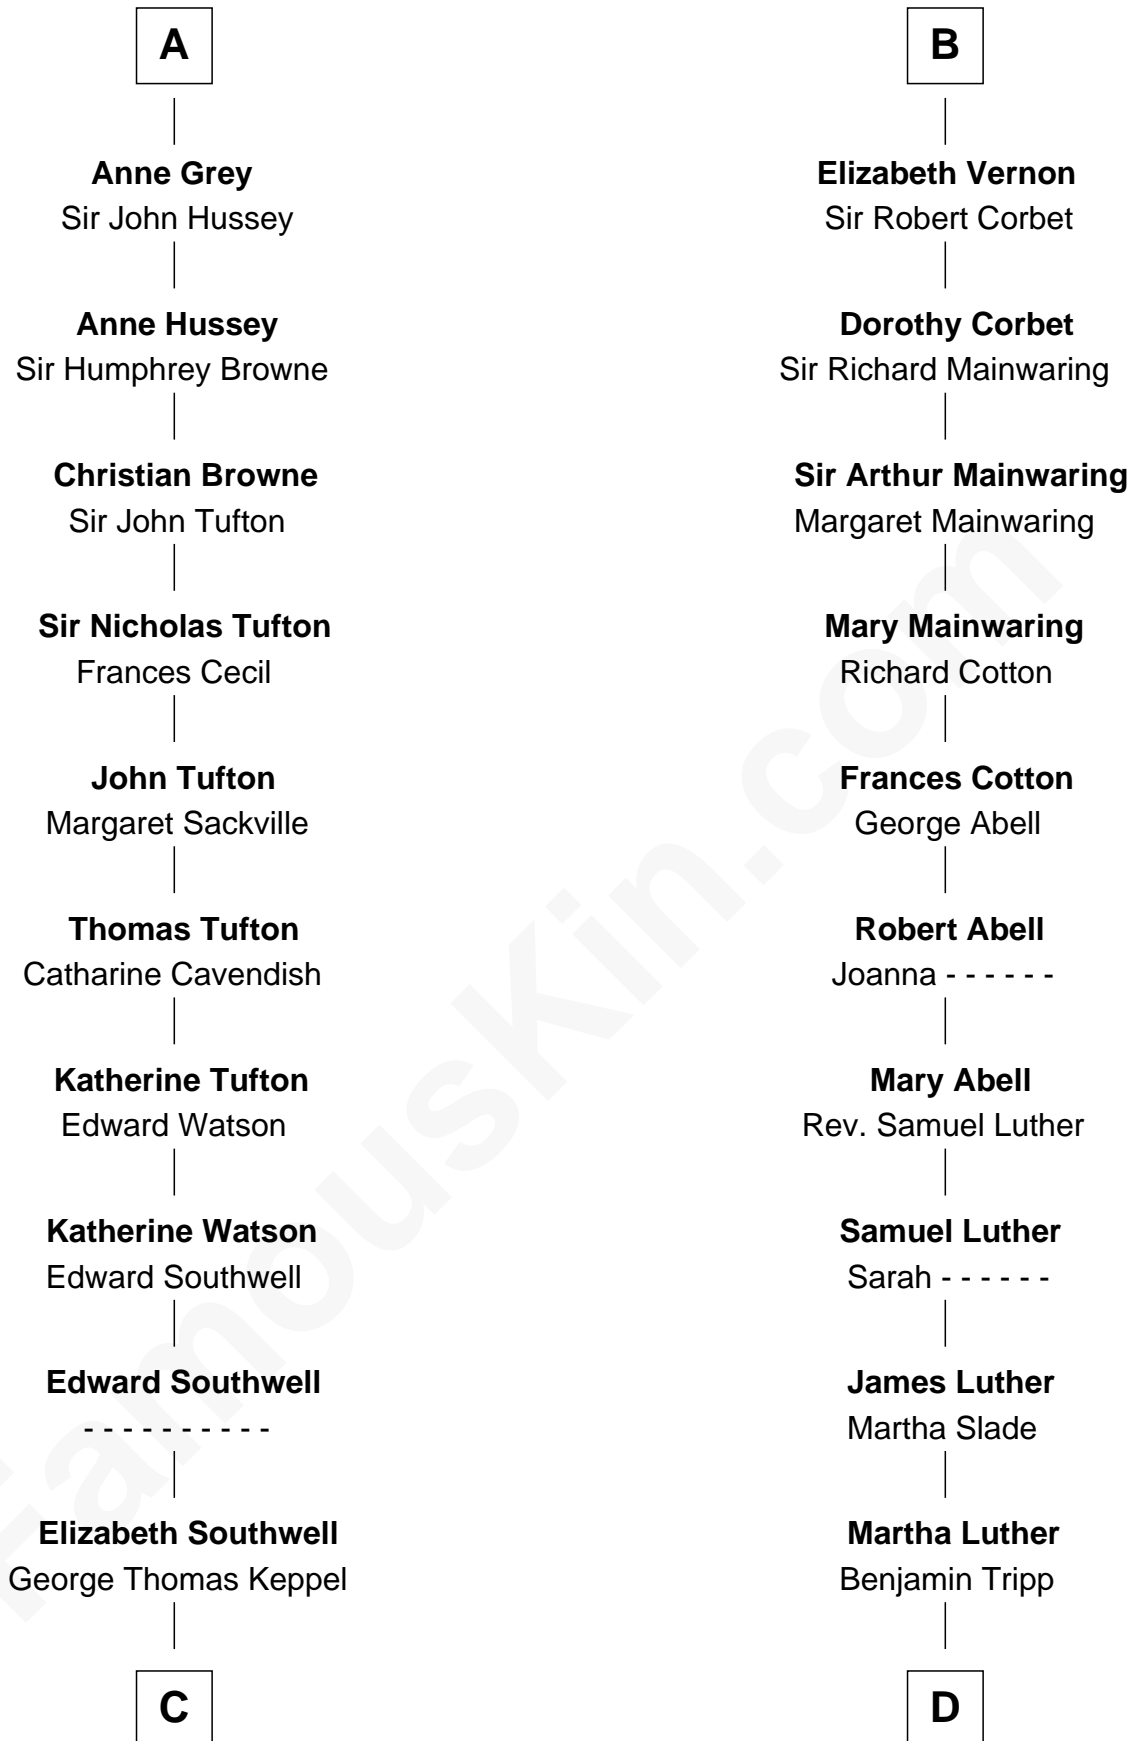 A
Anne Grey
Sir John Hussey
Anne Hussey
Sir Humphrey Browne
Christian Browne
Sir John Tufton
Sir Nicholas Tufton
Frances Cecil
John Tufton
Margaret Sackville
Thomas Tufton
Catharine Cavendish
Katherine Tufton
Edward Watson
Katherine Watson
Edward Southwell
Edward Southwell
- - - - - - - - - -
Elizabeth Southwell
George Thomas Keppel
C
B
Elizabeth Vernon
Sir Robert Corbet
Dorothy Corbet
Sir Richard Mainwaring
Sir Arthur Mainwaring
Margaret Mainwaring
Mary Mainwaring
Richard Cotton
Frances Cotton
George Abell
Robert Abell
Joanna - - - - - -
Mary Abell
Rev. Samuel Luther
Samuel Luther
Sarah - - - - - -
James Luther
Martha Slade
Martha Luther
Benjamin Tripp
D
FamousKin.com